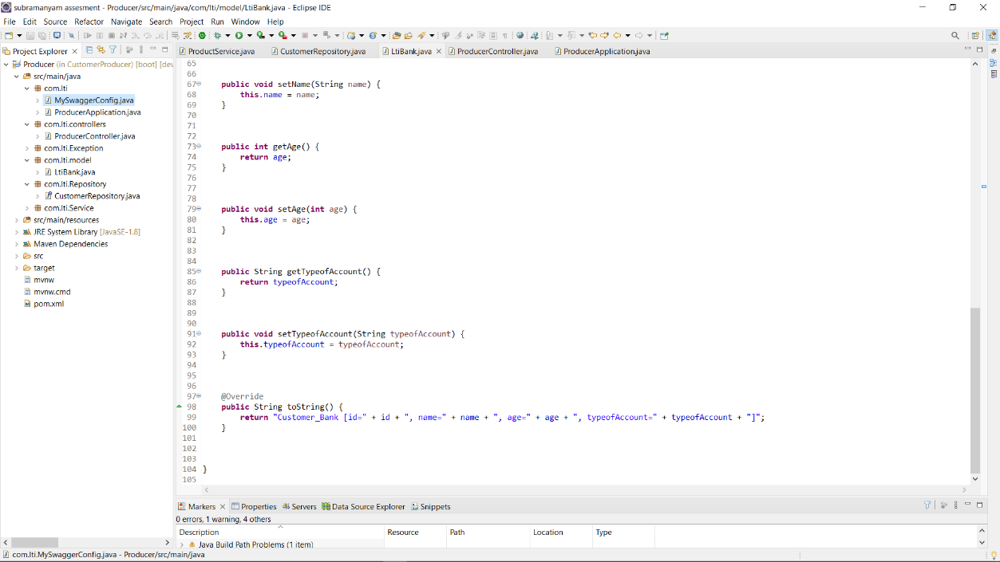 subramanyam assesment - Producer/src/main/java/com/lti/model/LtiBank.java - Eclipse IDE
File Edit Source Refactor Navigate Search Project Run Window Help
Project Explorer
ProductService.java CustomerRepository.java LtiBank.java ProducerController.java ProducerApplication.java
Producer (in CustomerProducer) [boot] [dev
src/main/java
com.lti
MySwaggerConfig.java
ProducerApplication.java
com.lti.controllers
ProducerController.java
com.lti.Exception
com.lti.model
LtiBank.java
com.lti.Repository
CustomerRepository.java
com.lti.Service
src/main/resources
JRE System Library [JavaSE-1.8]
Maven Dependencies
src
target
mvnw
mvnw.cmd
pom.xml
65
66
67 public void setName(String name) {
68 this.name = name;
69 }
70
71
72
73 public int getAge() {
74 return age;
75 }
76
77
78
79 public void setAge(int age) {
80 this.age = age;
81 }
82
83
84
85 public String getTypeofAccount() {
86 return typeofAccount;
87 }
88
89
90
91 public void setTypeofAccount(String typeofAccount) {
92 this.typeofAccount = typeofAccount;
93 }
94
95
96
97 @Override
98 public String toString() {
99 return "Customer_Bank [id=" + id + ", name=" + name + ", age=" + age + ", typeofAccount=" + typeofAccount + "]";
100 }
101
102
103
104 }
105
Markers Properties Servers Data Source Explorer Snippets
0 errors, 1 warning, 4 others
Description Resource Path Location Type
Java Build Path Problems (1 item)
com.lti.MySwaggerConfig.java - Producer/src/main/java